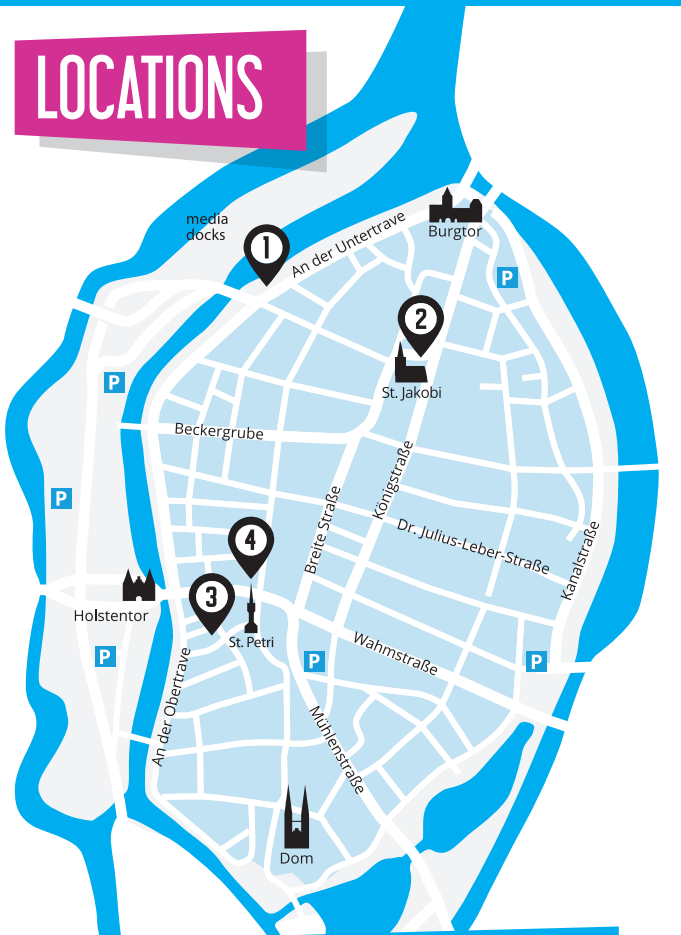 LOCATIONS
media
docks
1
An der Untertrave
Burgtor
P
2
St. Jakobi
P
Beckergrube
Königstraße
Breite Straße
P
Dr. Julius-Leber-Straße
Kanalstraße
4
3
Holstentor
St. Petri
P
P
Wahmstraße
P
An der Obertrave
Mühlenstraße
Dom